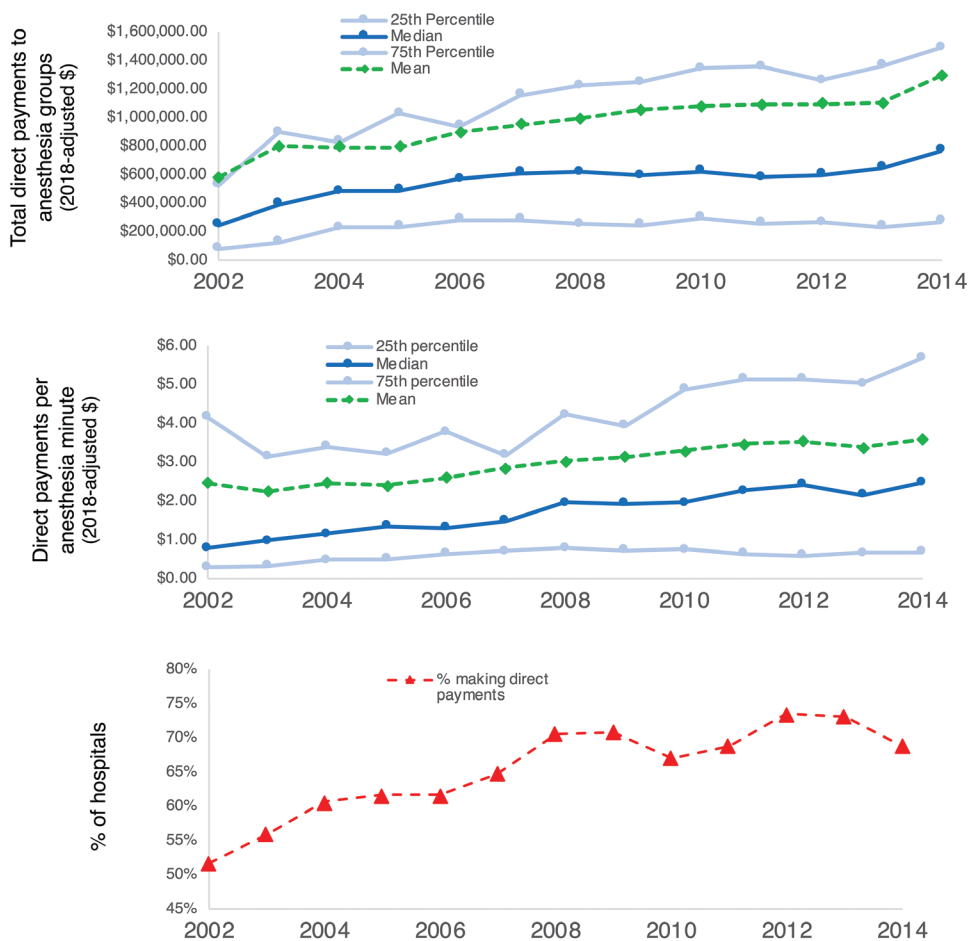 Total direct payments to
anesthesia groups
(2018-adjusted $)
25th Percentile
Median
75th Percentile
Mean
$1,600,000.00
$1,400,000.00
$1,200,000.00
$1,000,000.00
$800,000.00
$600,000.00
$400,000.00
$200,000.00
$0.00
2002 2004 2006 2008 2010 2012 2014
Direct payments per
anesthesia minute
(2018-adjusted $)
25th percentile
Median
75th percentile
Mean
$6.00
$5.00
$4.00
$3.00
$2.00
$1.00
$0.00
2002 2004 2006 2008 2010 2012 2014
% of hospitals
% making direct
payments
80%
75%
70%
65%
60%
55%
50%
45%
2002 2004 2006 2008 2010 2012 2014